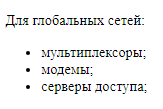 Для глобальных сетей:
• мультиплексоры;
• модемы;
• серверы доступа;